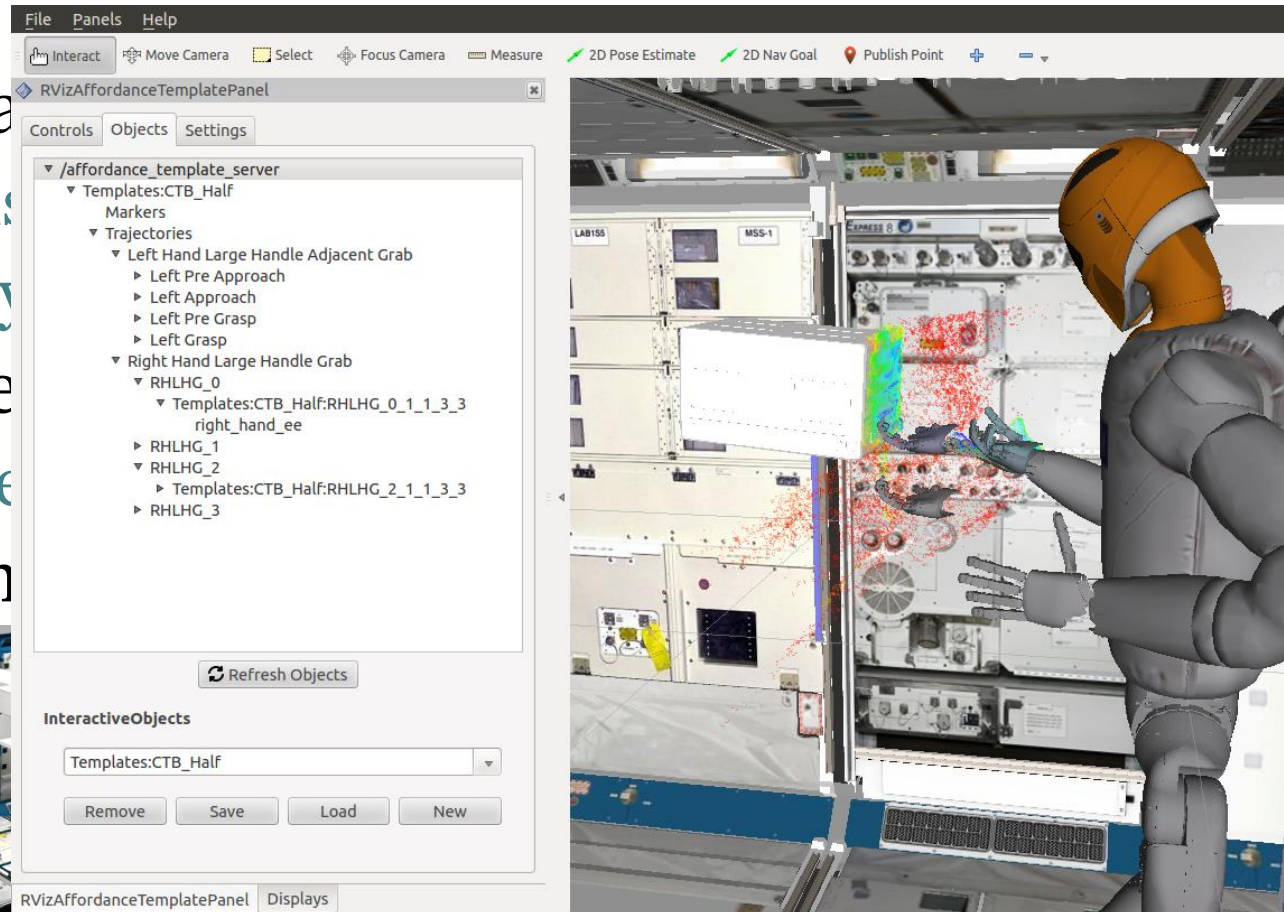 File Panels Help
Interact Move Camera Select Focus Camera Measure 2D Pose Estimate 2D Nav Goal Publish Point
RVizAffordanceTemplatePanel
Controls Objects Settings
/affordance_template_server
Templates:CTB_Half
Markers
Trajectories
Left Hand Large Handle Adjacent Grab
Left Pre Approach
Left Approach
Left Pre Grasp
Left Grasp
Right Hand Large Handle Grab
RHLHG_0
Templates:CTB_Half:RHLHG_0_1_1_3_3
right_hand_ee
RHLHG_1
RHLHG_2
Templates:CTB_Half:RHLHG_2_1_1_3_3
RHLHG_3
Refresh Objects
InteractiveObjects
Templates:CTB_Half
Remove Save Load New
RVizAffordanceTemplatePanel Displays
LAB1S5
MSS-1
EXPRESS 8